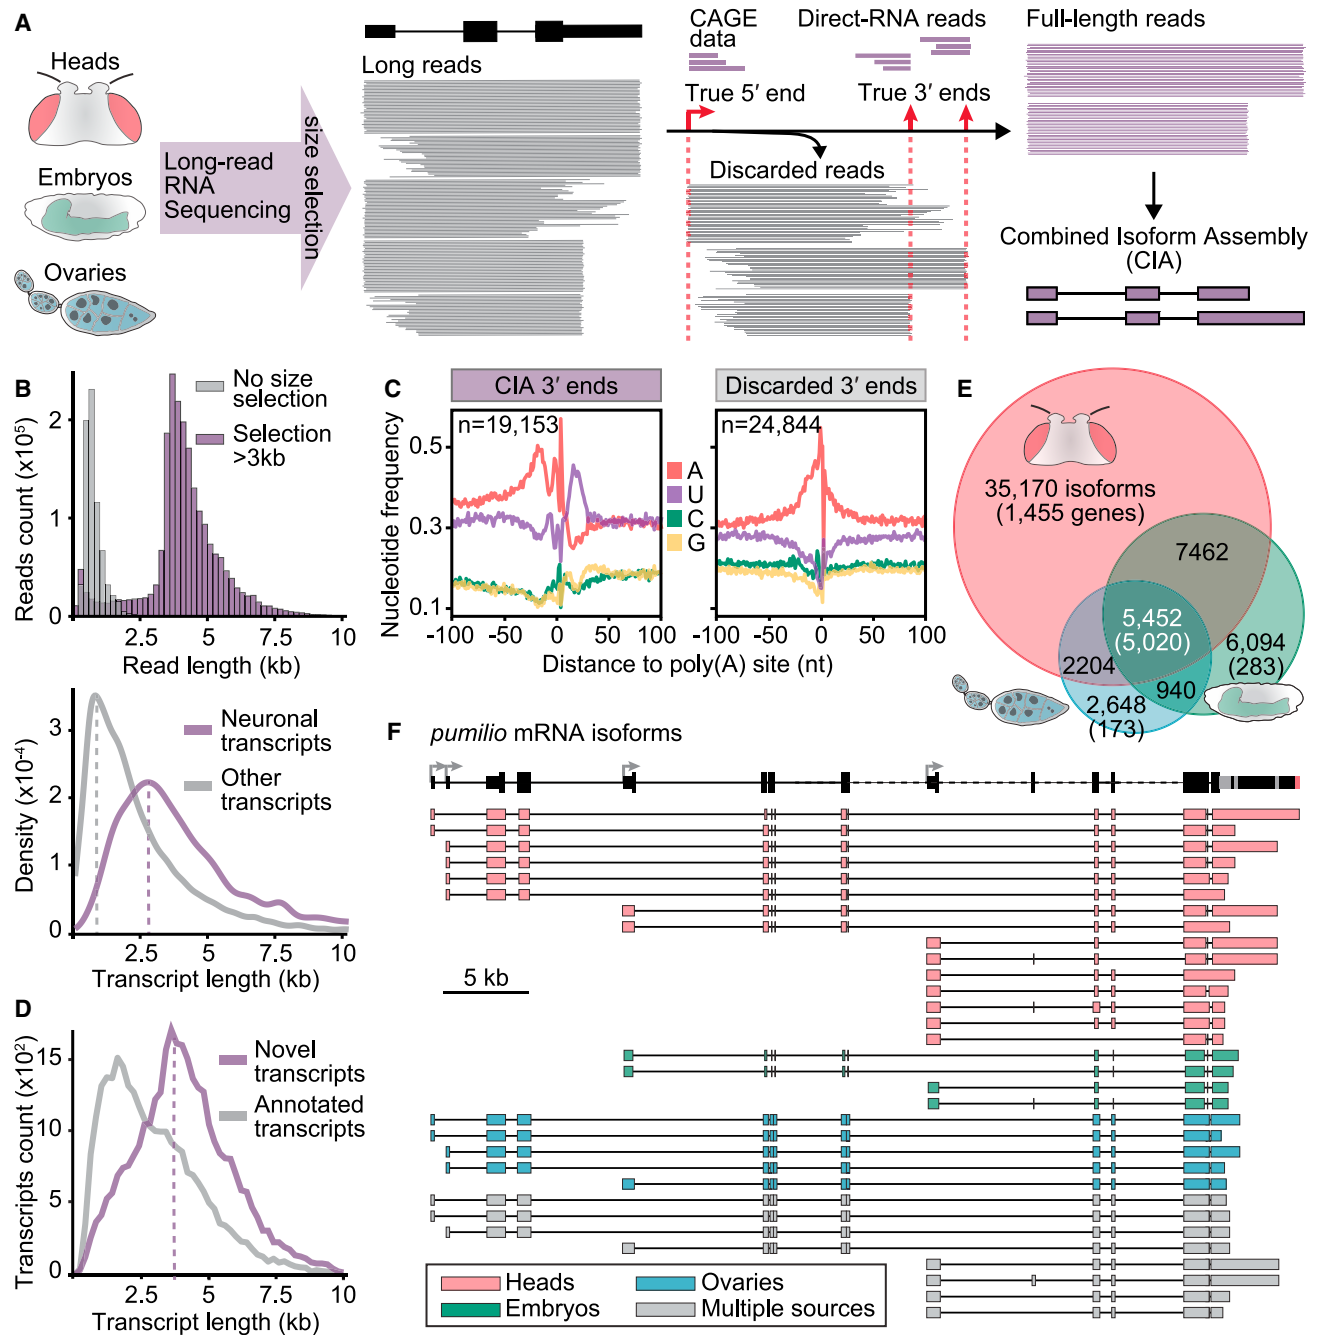 A
Heads
Embryos
Ovaries
Long-read
RNA
Sequencing
size selection
Long reads
CAGE
data
Direct-RNA reads
True 5′ end
True 3′ ends
Discarded reads
Full-length reads
Combined Isoform Assembly
(CIA)
B
Reads count (x10⁵)
2
1
0
No size
selection
Selection
>3kb
2.5
5
7.5
10
Read length (kb)
Density (x10⁻⁴)
3
2
1
0
Neuronal
transcripts
Other
transcripts
2.5
5
7.5
10
Transcript length (kb)
C
CIA 3′ ends
Discarded 3′ ends
Nucleotide frequency
0.5
0.3
0.1
n=19,153
n=24,844
A
U
C
G
-100
-50
0
50
100
-100
-50
0
50
100
Distance to poly(A) site (nt)
D
Transcripts count (x10²)
15
10
5
0
Novel
transcripts
Annotated
transcripts
2.5
5
7.5
10
Transcript length (kb)
E
35,170 isoforms
(1,455 genes)
7462
5,452
(5,020)
6,094
(283)
2204
940
2,648
(173)
F
pumilio mRNA isoforms
5 kb
Heads
Ovaries
Embryos
Multiple sources